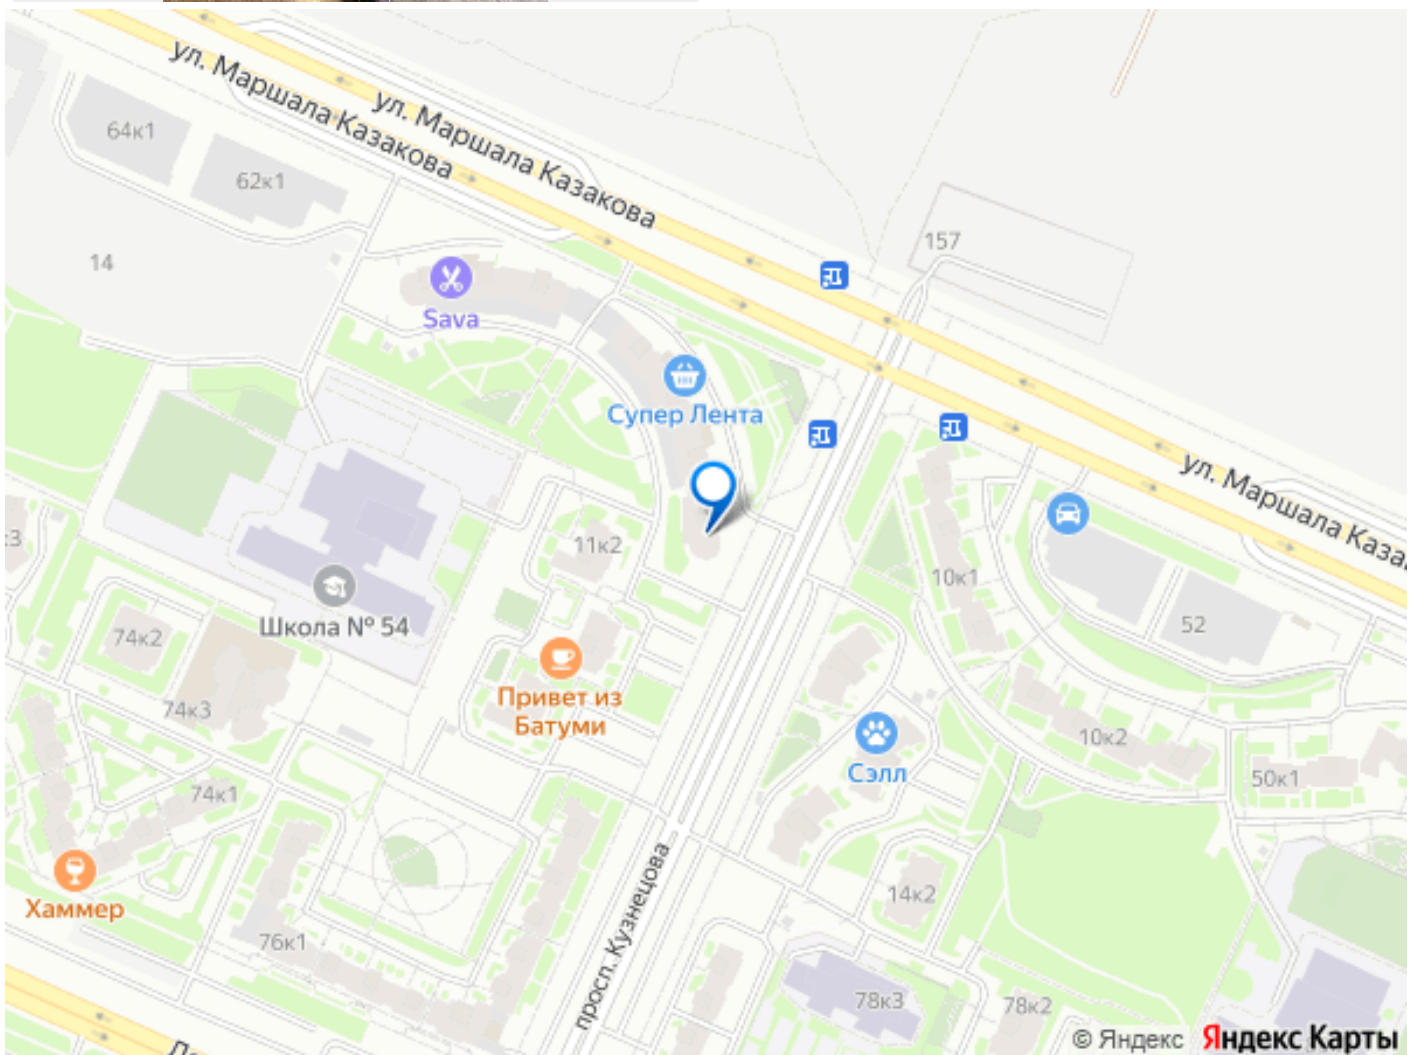 ул. Маршала Казакова
ул. Маршала Казакова
64к1
62к1
14
157
Sava
Супер Лента
ул. Маршала Каза
11к2
10к1
52
Школа № 54
74к2
74к3
Привет из
Батуми
Сэлл
10к2
50к1
74к1
Хаммер
76к1
просп. Кузнецова
14к2
78к3
78к2
© Яндекс Яндекс Карты